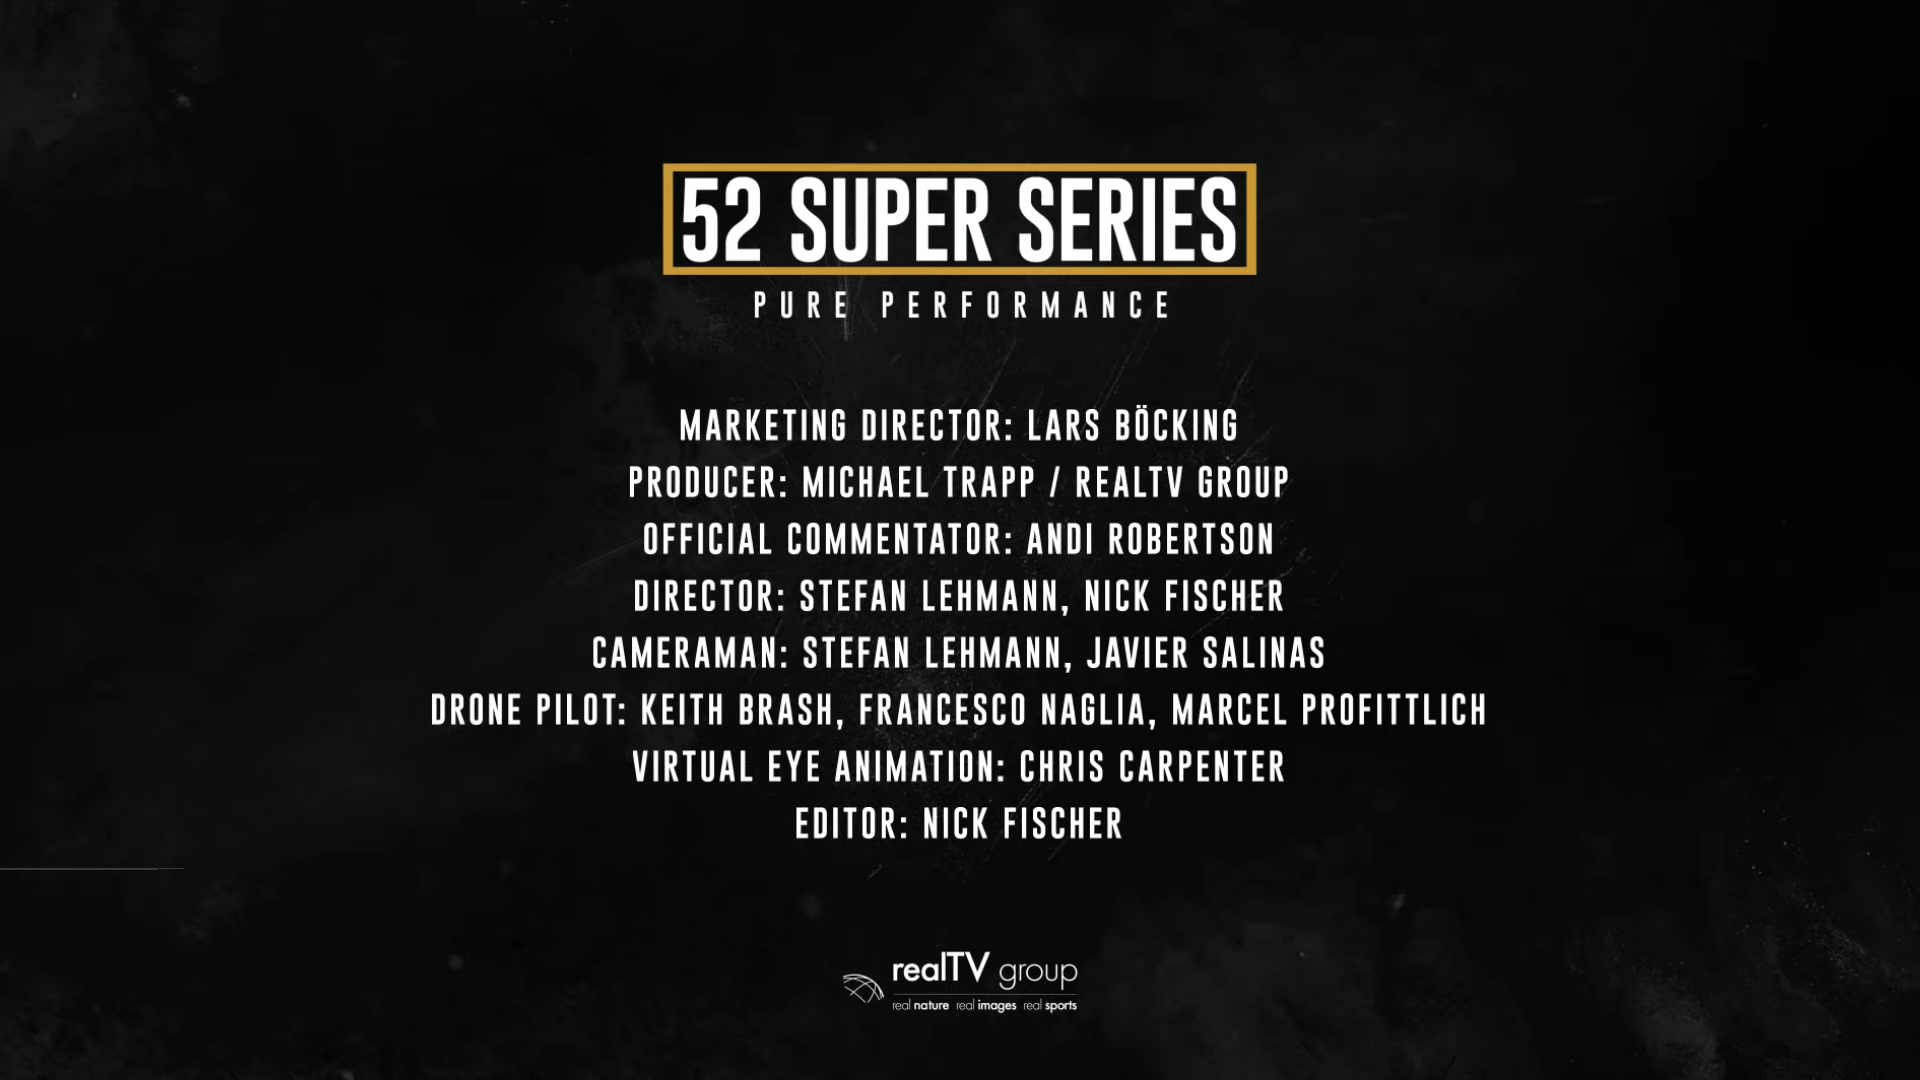 52 SUPER SERIES
PURE PERFORMANCE
MARKETING DIRECTOR: LARS BÖCKING
PRODUCER: MICHAEL TRAPP / REALTV GROUP
OFFICIAL COMMENTATOR: ANDI ROBERTSON
DIRECTOR: STEFAN LEHMANN, NICK FISCHER
CAMERAMAN: STEFAN LEHMANN, JAVIER SALINAS
DRONE PILOT: KEITH BRASH, FRANCESCO NAGLIA, MARCEL PROFITTLICH
VIRTUAL EYE ANIMATION: CHRIS CARPENTER
EDITOR: NICK FISCHER
realTV group
real nature real images real sports